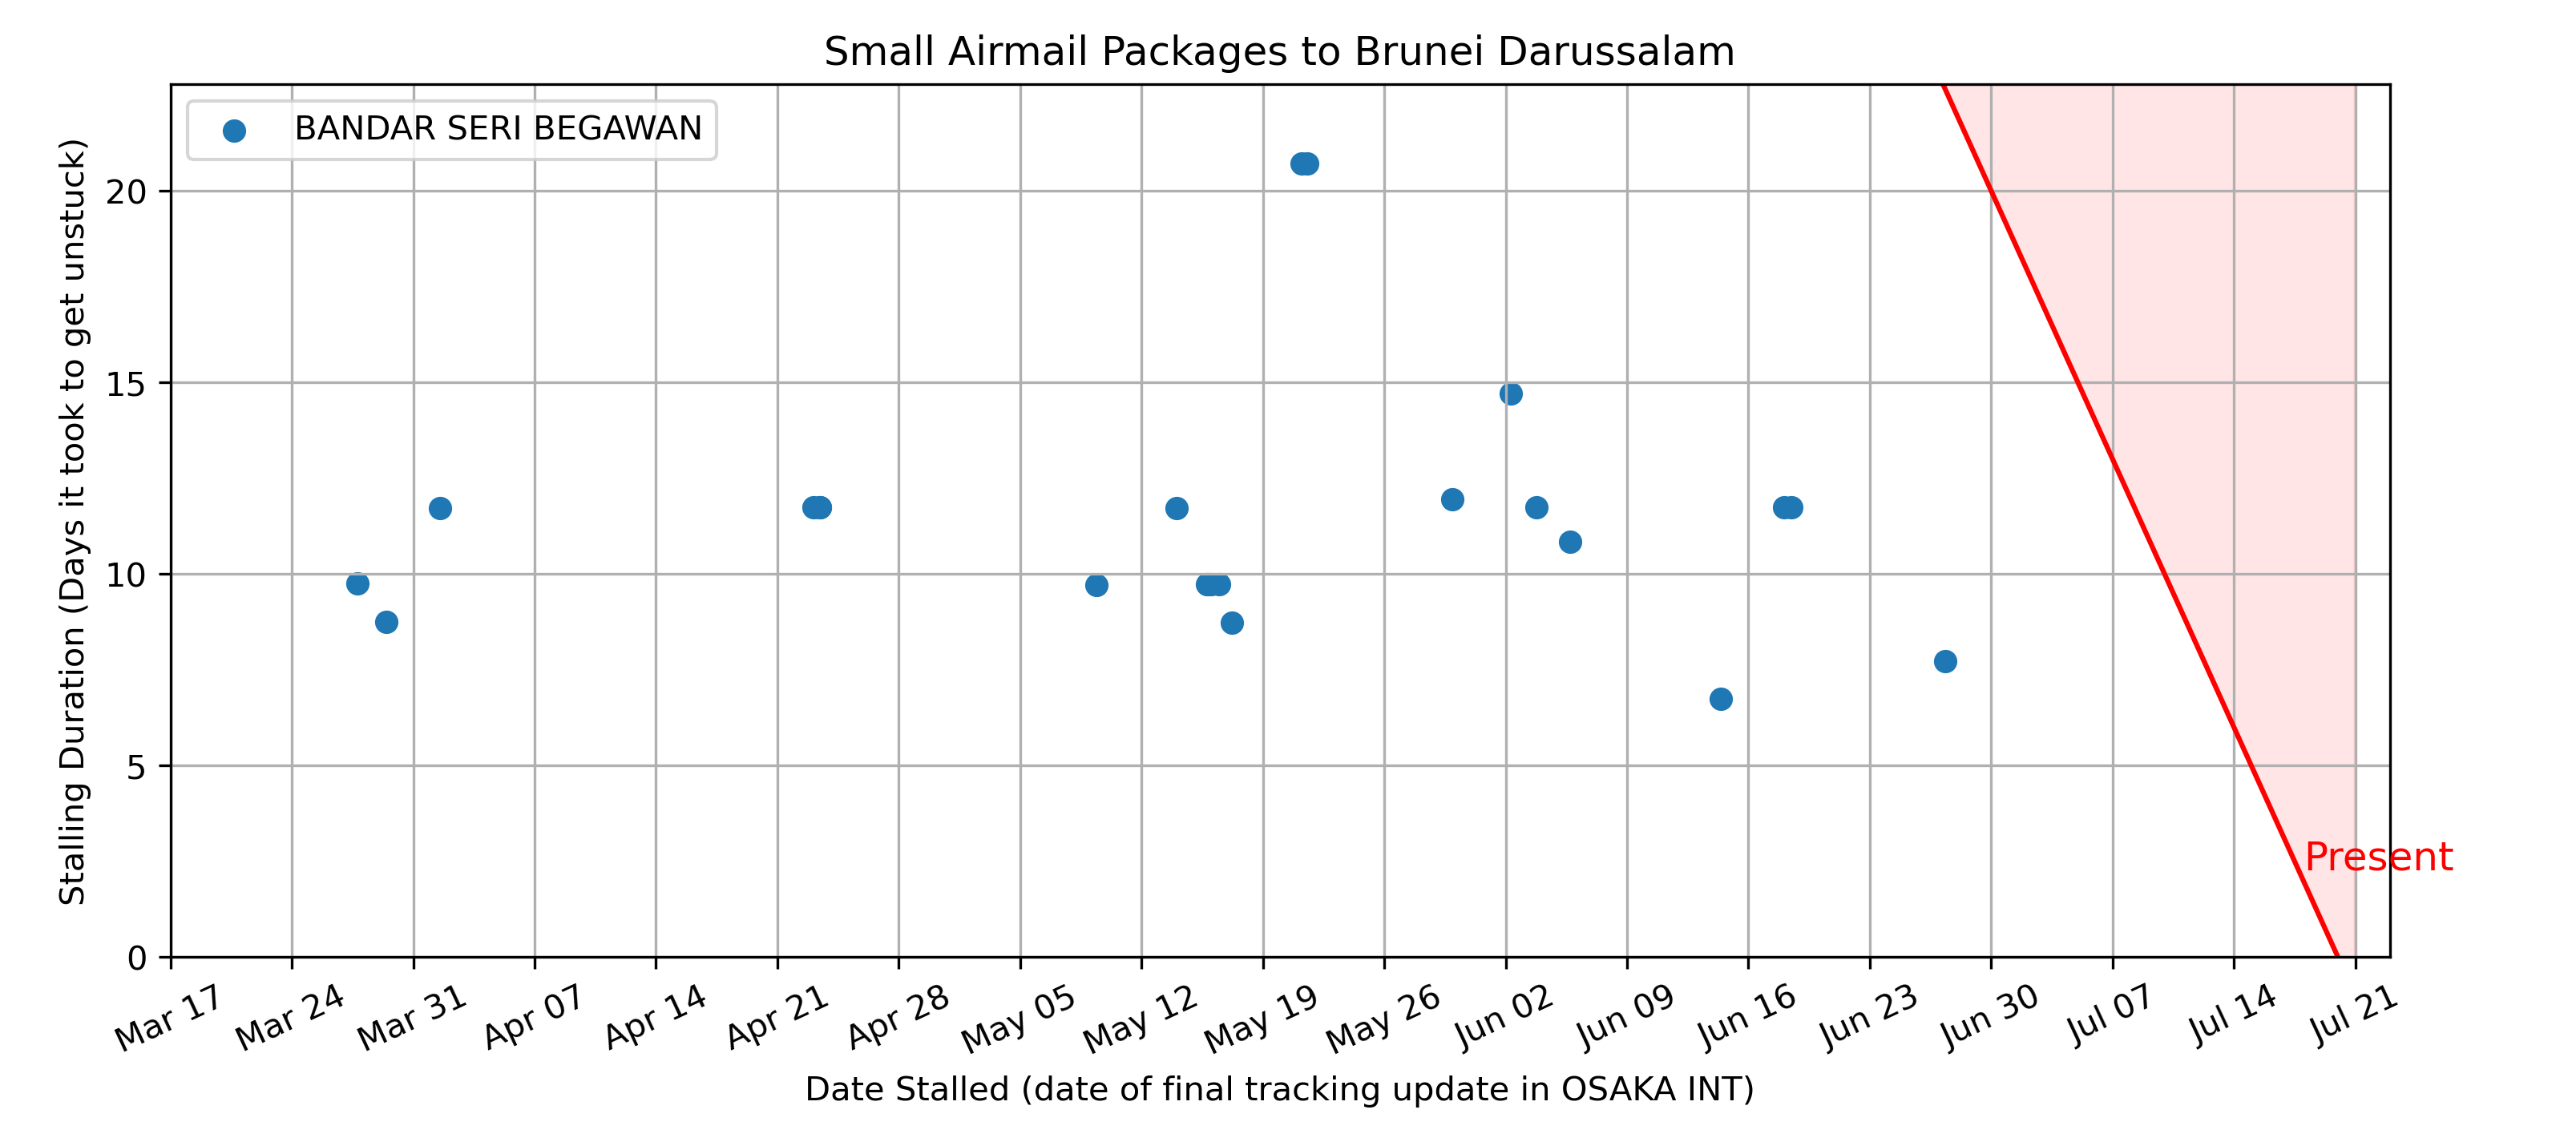 Small Airmail Packages to Brunei Darussalam
BANDAR SERI BEGAWAN
Stalling Duration (Days it took to get unstuck)
20
15
10
5
0
Present
Mar 17
Mar 24
Mar 31
Apr 07
Apr 14
Apr 21
Apr 28
May 05
May 12
May 19
May 26
Jun 02
Jun 09
Jun 16
Jun 23
Jun 30
Jul 07
Jul 14
Jul 21
Date Stalled (date of final tracking update in OSAKA INT)